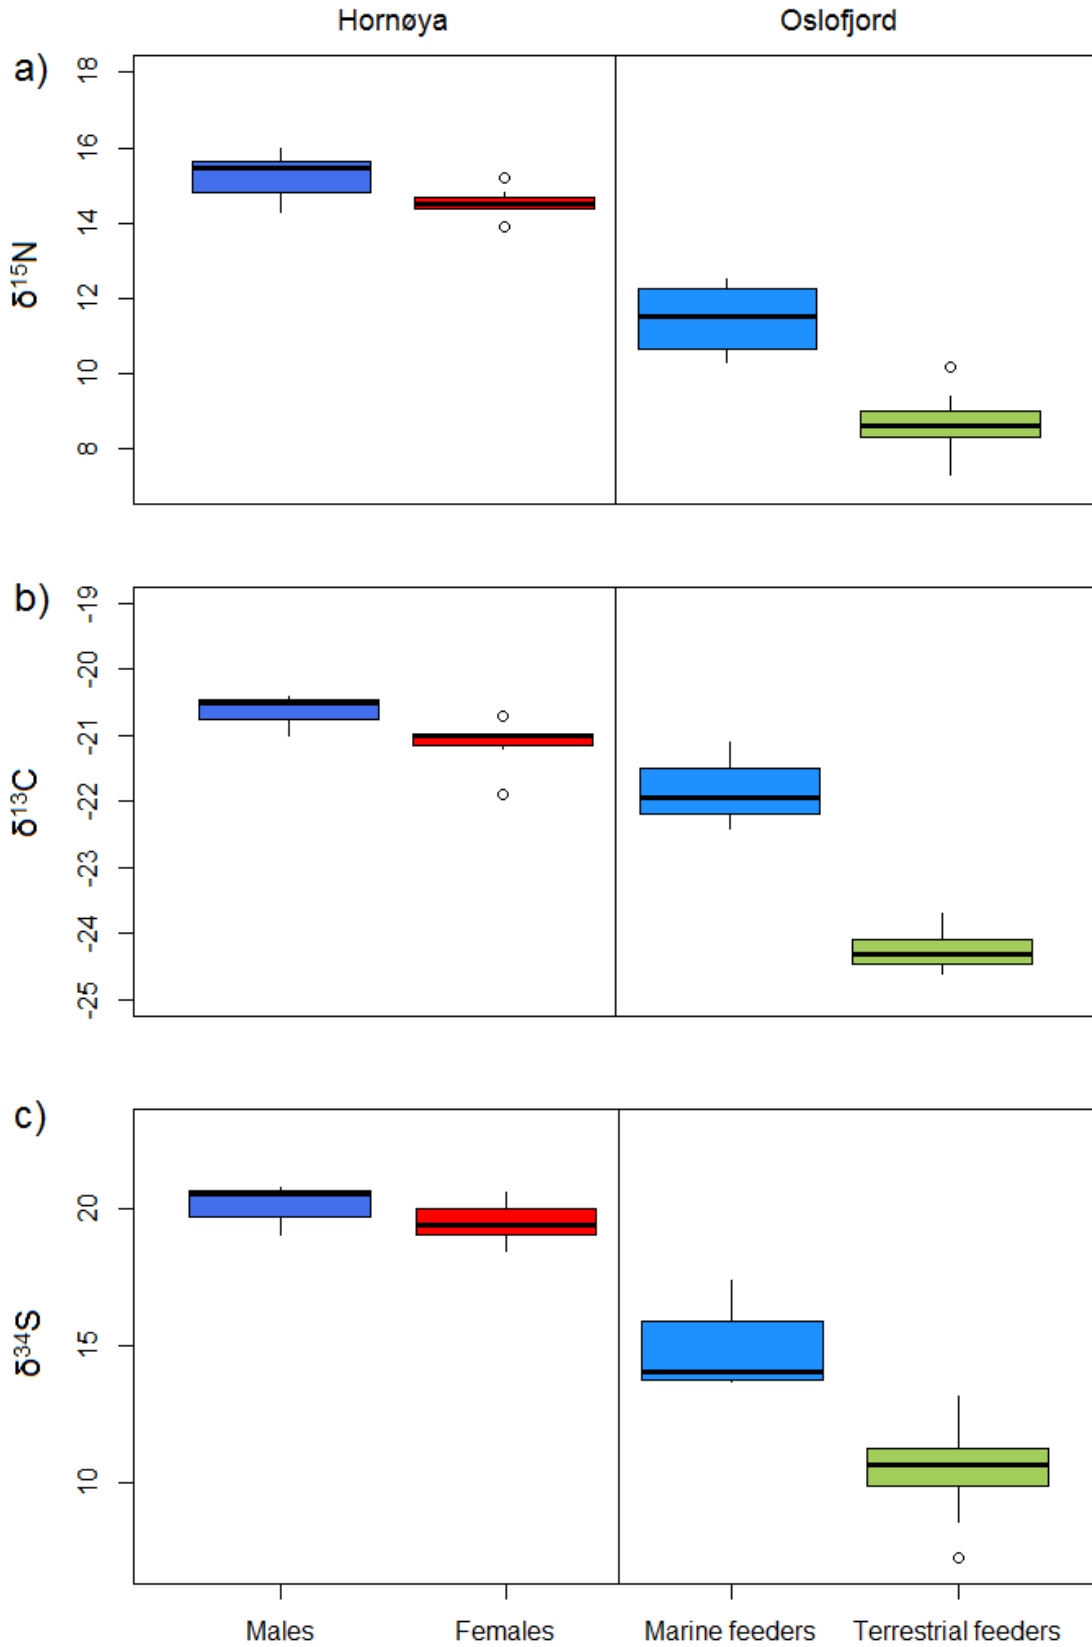 Hornøya Oslofjord
a)
18
16
14
12
10
8
δ¹⁵N
b)
-19
-20
-21
-22
-23
-24
-25
δ¹³C
c)
20
15
10
δ³⁴S
Males Females Marine feeders Terrestrial feeders